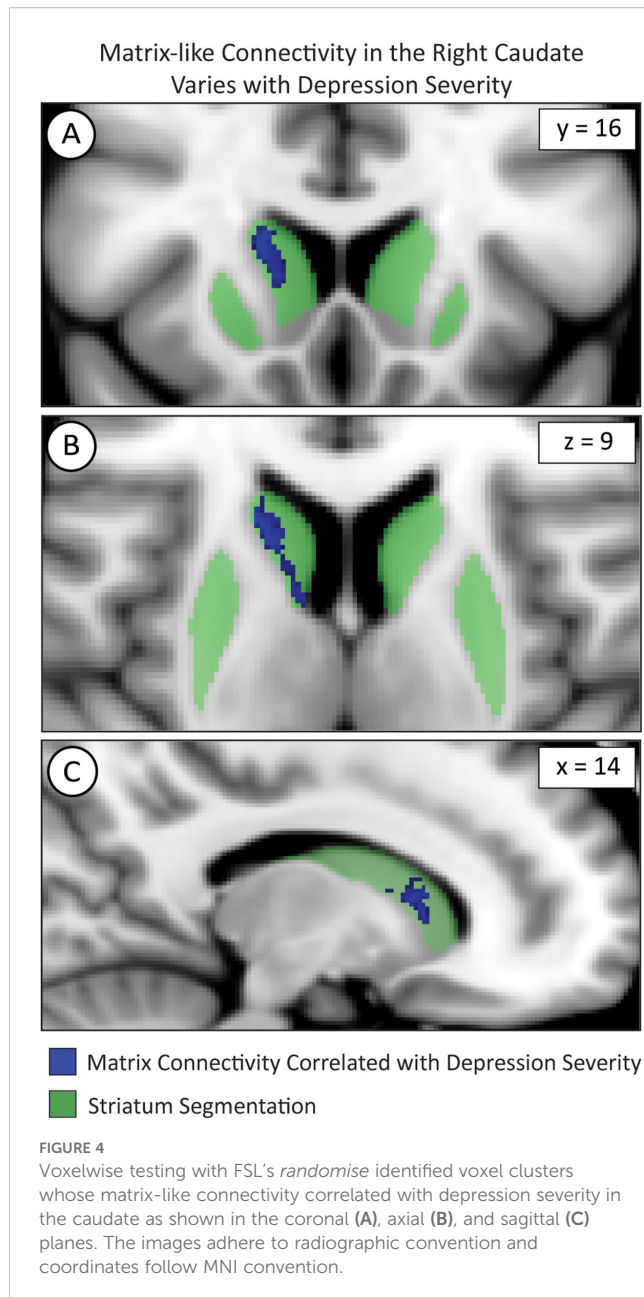 Matrix-like Connectivity in the Right Caudate
Varies with Depression Severity
A
y = 16
B
z = 9
C
x = 14
Matrix Connectivity Correlated with Depression Severity
Striatum Segmentation
FIGURE 4
Voxelwise testing with FSL's randomise identified voxel clusters
whose matrix-like connectivity correlated with depression severity in
the caudate as shown in the coronal (A), axial (B), and sagittal (C)
planes. The images adhere to radiographic convention and
coordinates follow MNI convention.